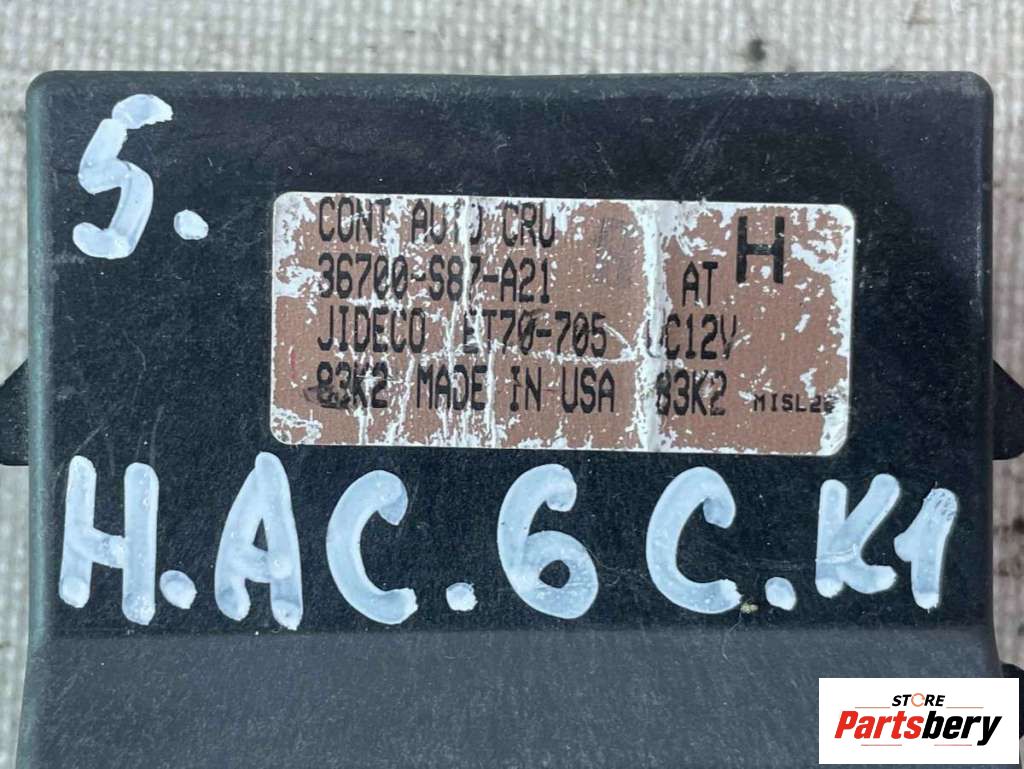 5.
CONT AUTO CRU
36700-S87-A21 AT H
JIDECO ET70-705 DC12V
83K2 MADE IN USA 83K2
H.AC.6C.K1
STORE
Partsbery